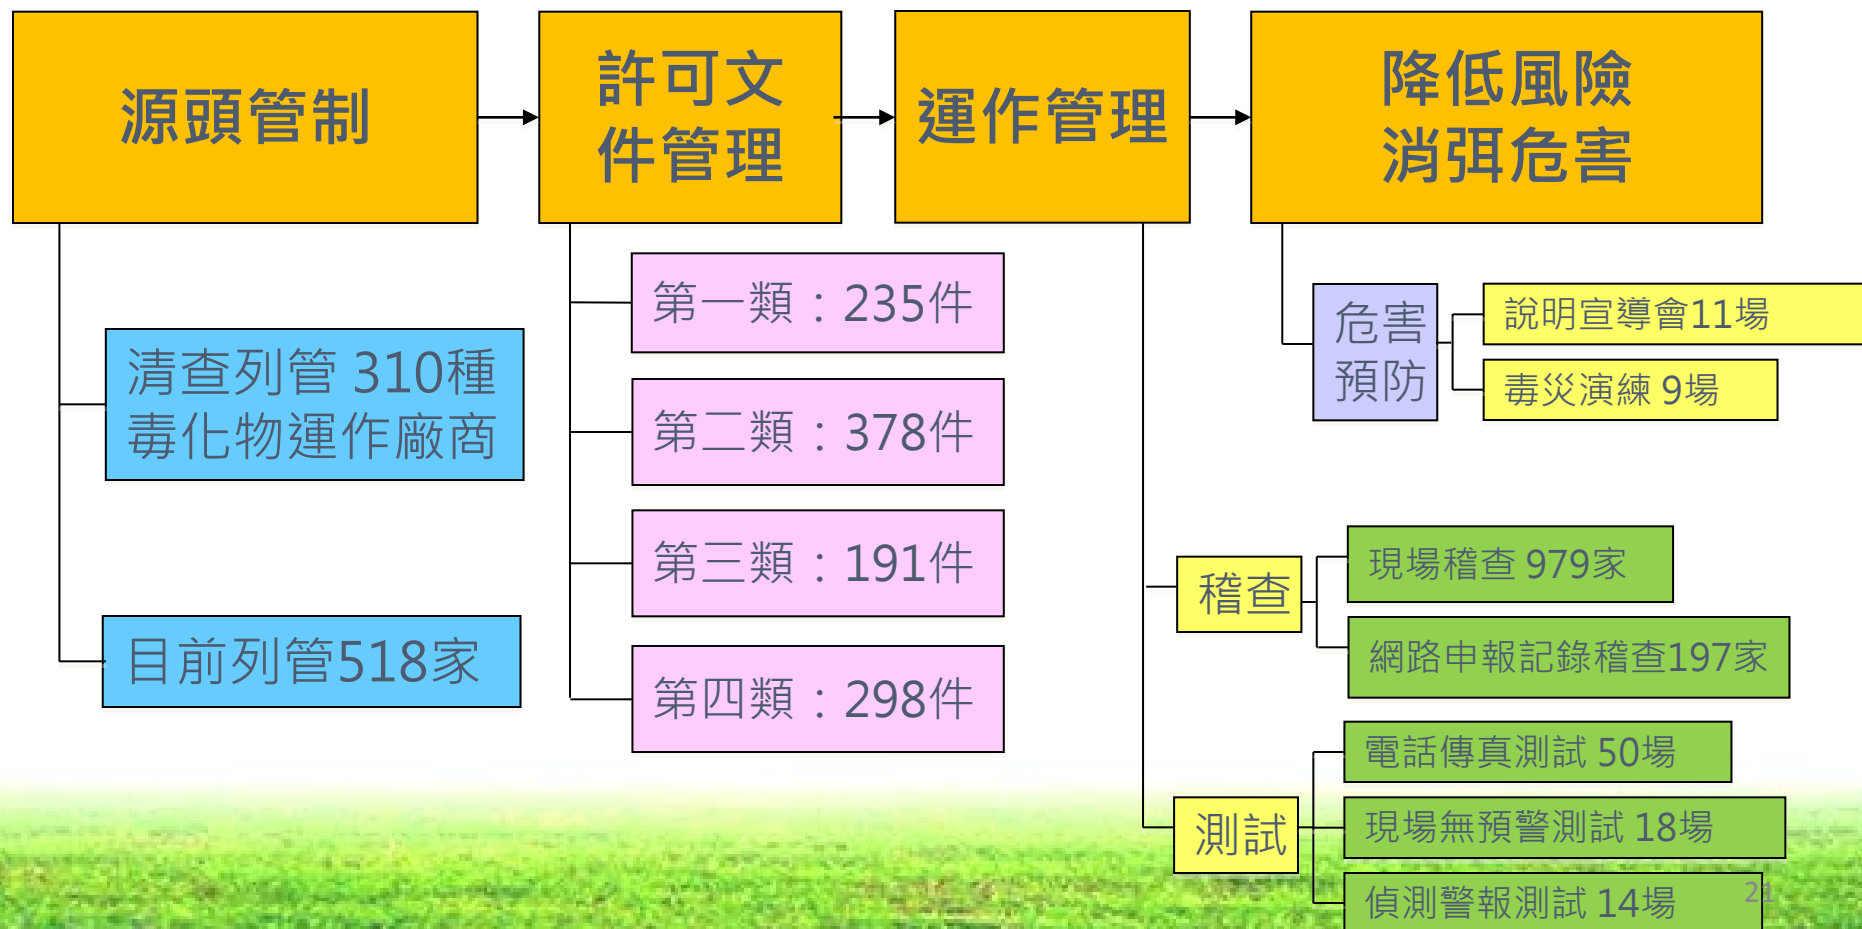 源頭管制
許可文
件管理
運作管理
降低風險
消弭危害
清查列管 310種
毒化物運作廠商
目前列管518家
第一類：235件
第二類：378件
第三類：191件
第四類：298件
危害
預防
說明宣導會11場
毒災演練 9場
稽查
現場稽查 979家
網路申報記錄稽查197家
測試
電話傳真測試 50場
現場無預警測試 18場
偵測警報測試 14場
21